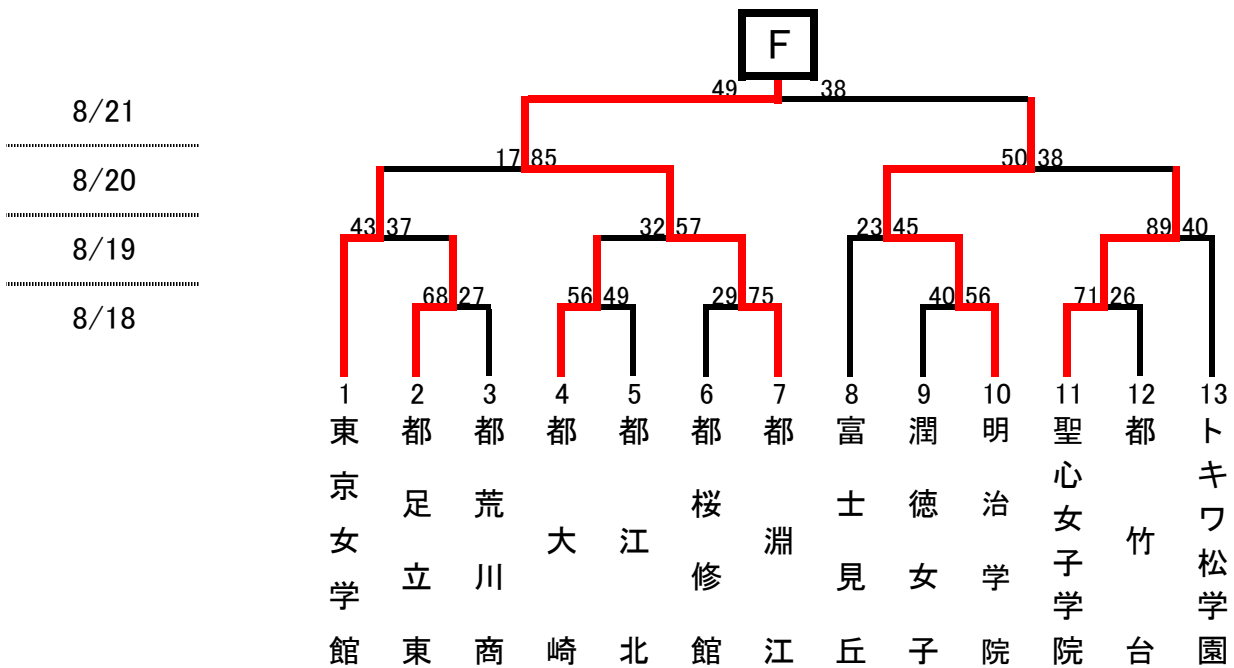 F
8/21
49 38
8/20
17 85 50 38
8/19
43 37 32 57 23 45 89 40
8/18
68 27 56 49 29 75 40 56 71 26
1 2 3 4 5 6 7 8 9 10 11 12 13
東京女学館
都足立東
都荒川商
都大崎
都江北
都桜修館
都淵江
富士見丘
潤徳女子
明治学院
聖心女子学院
都竹台
トキワ松学園